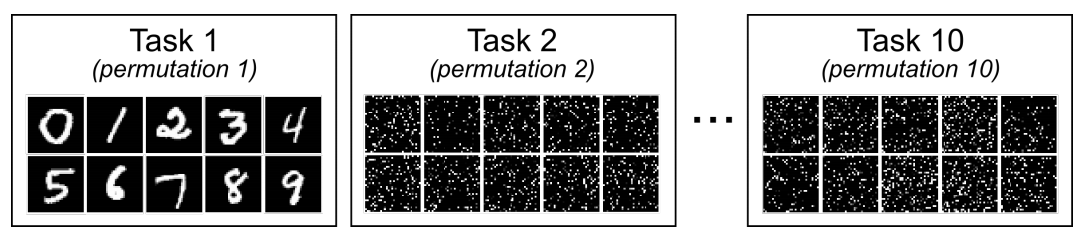 Task 1
(permutation 1)
0 1 2 3 4
5 6 7 8 9
Task 2
(permutation 2)
...
Task 10
(permutation 10)